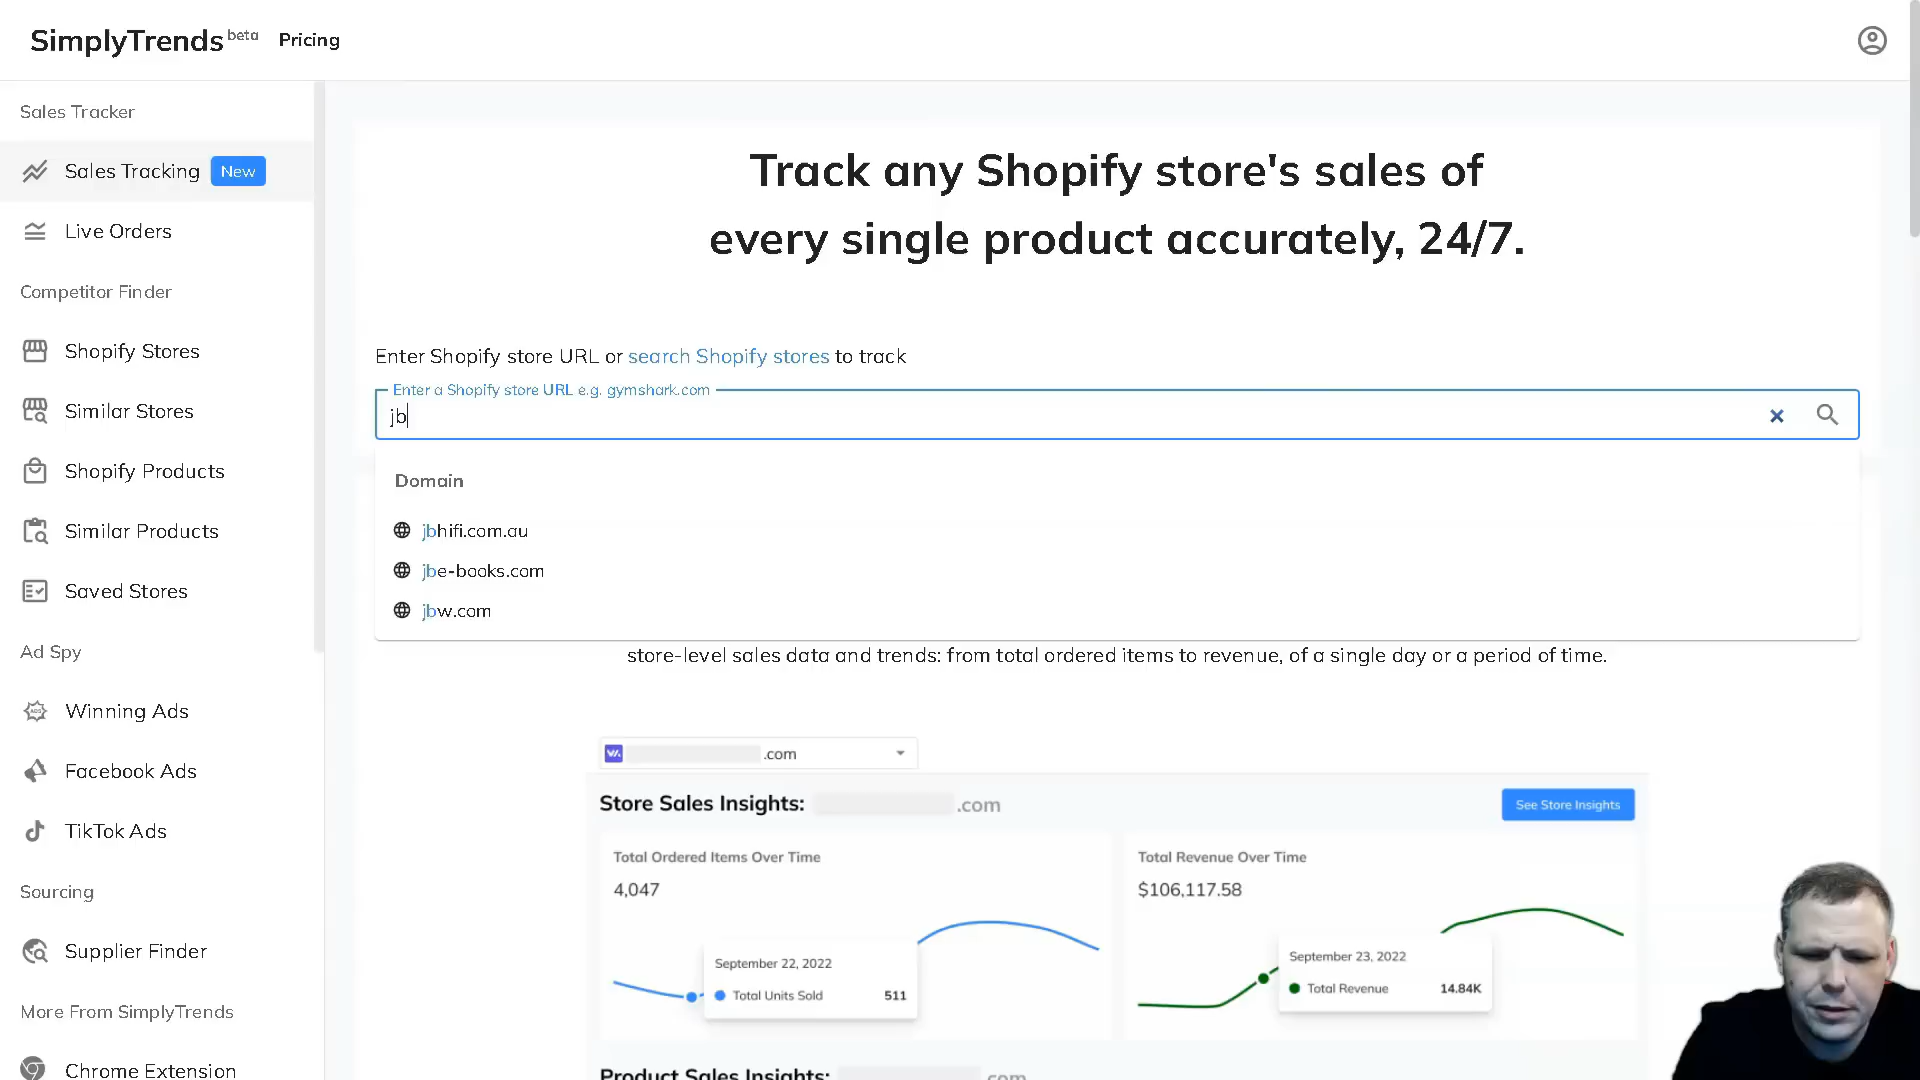 SimplyTrends beta
Pricing
Sales Tracker
Sales Tracking New
Live Orders
Competitor Finder
Shopify Stores
Similar Stores
Shopify Products
Similar Products
Saved Stores
Ad Spy
Winning Ads
Facebook Ads
TikTok Ads
Sourcing
Supplier Finder
More From SimplyTrends
Chrome Extension
Track any Shopify store's sales of
every single product accurately, 24/7.
Enter Shopify store URL or search Shopify stores to track
Enter a Shopify store URL e.g. gymshark.com
jb
Domain
jbhifi.com.au
jbe-books.com
jbw.com
store-level sales data and trends: from total ordered items to revenue, of a single day or a period of time.
.com
Store Sales Insights: .com
See Store Insights
Total Ordered Items Over Time
4,047
September 22, 2022
Total Units Sold 511
Total Revenue Over Time
$106,117.58
September 23, 2022
Total Revenue 14.84K
Product Sales Insights: .com